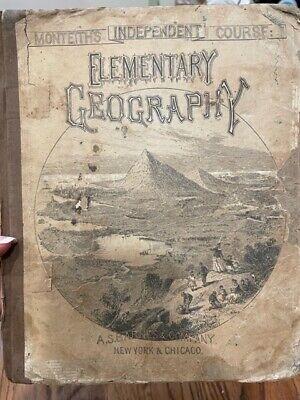 MONTEITH'S INDEPENDENT COURSE:
ELEMENTARY
GEOGRAPHY
A.S. & COMPANY
NEW YORK & CHICAGO.